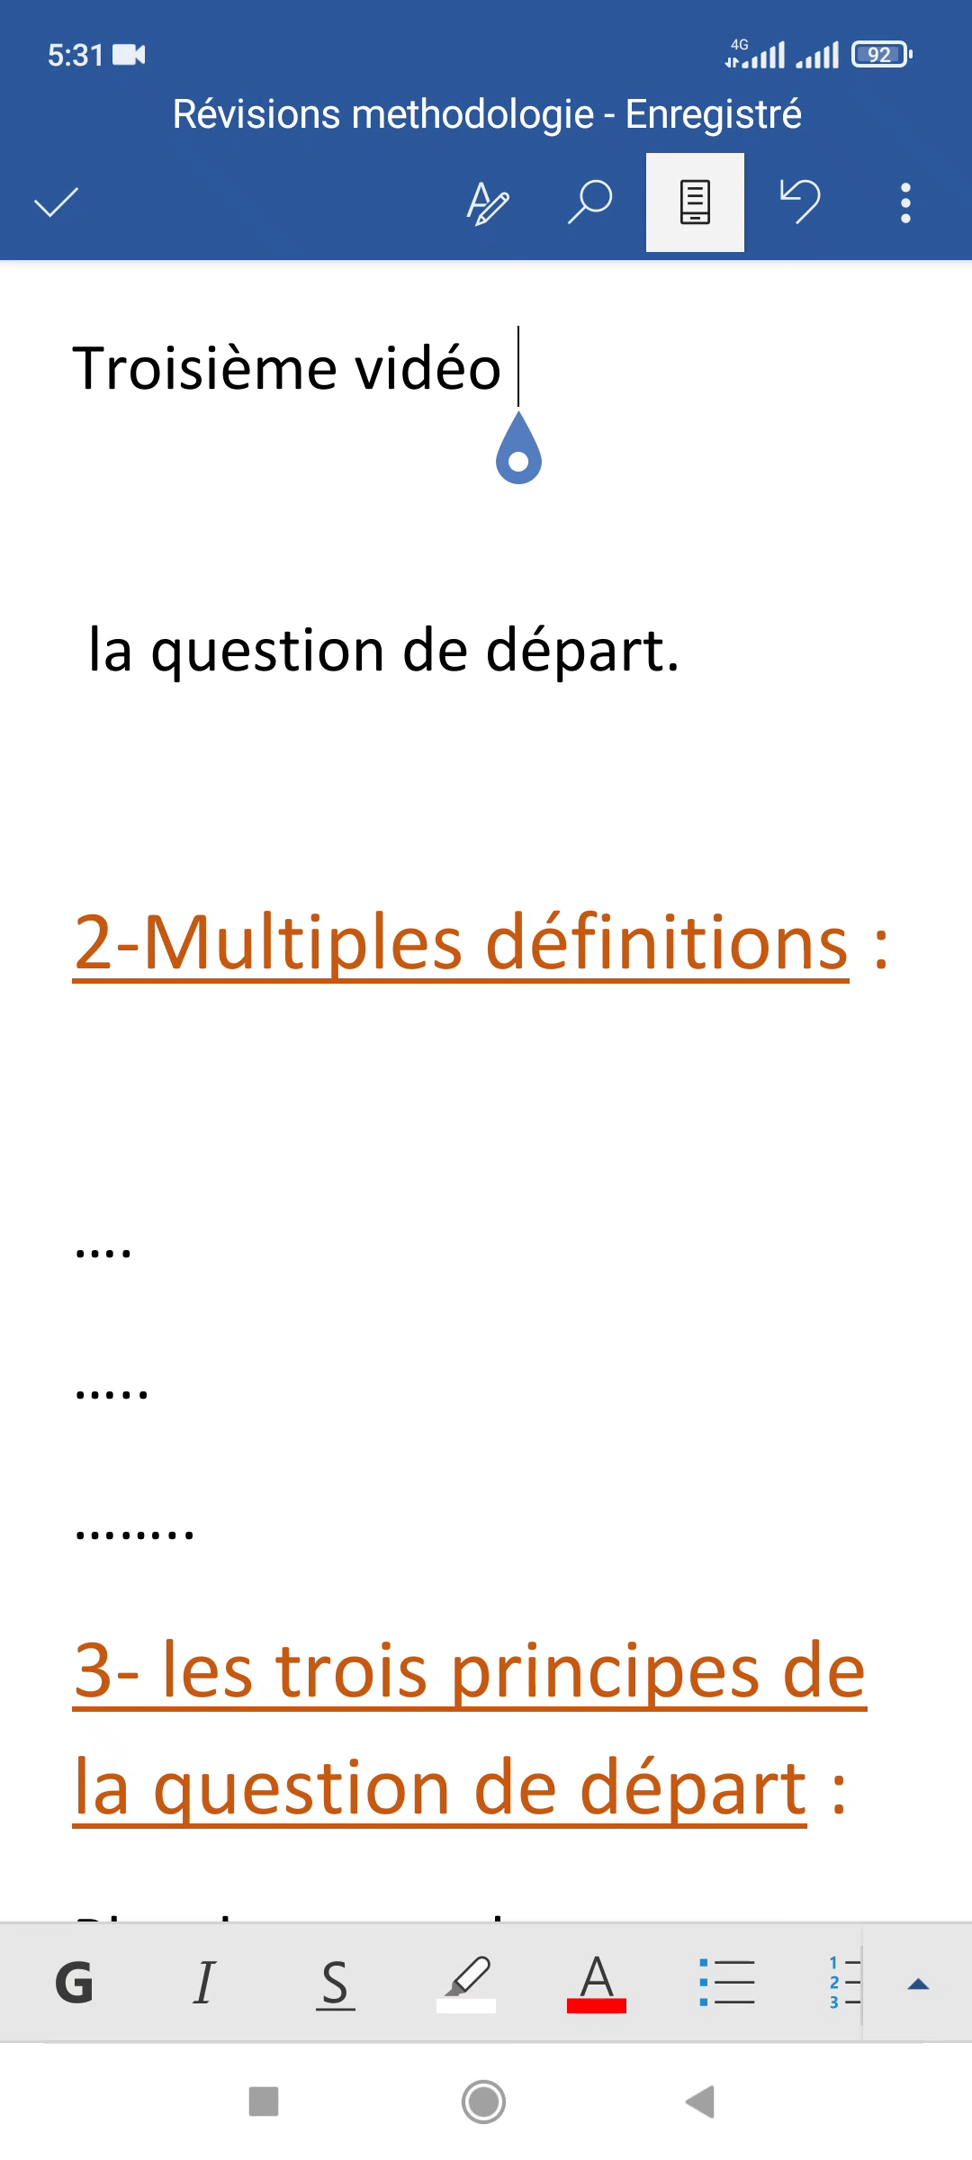 5:31
4G
92
Révisions methodologie - Enregistré
Troisième vidéo
la question de départ.
2-Multiples définitions :
....
.....
........
3- les trois principes de
la question de départ :
G I S A 1 2 3